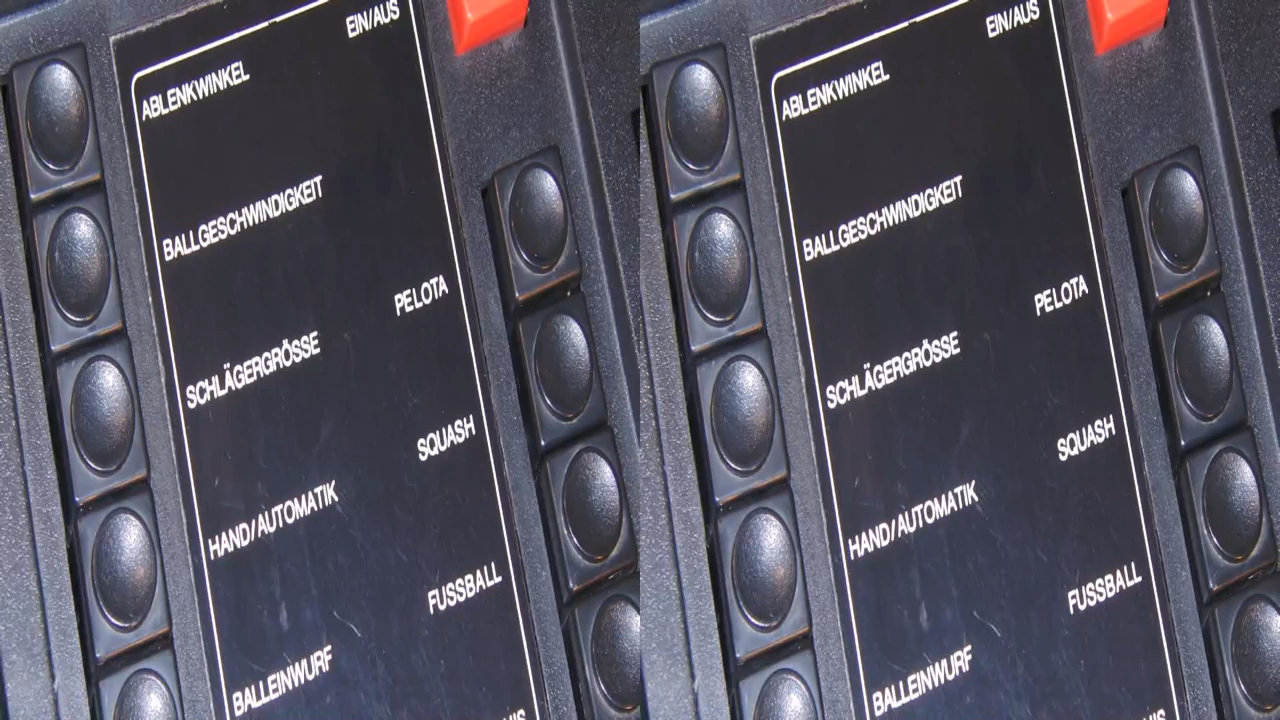 EIN/AUS
ABLENKWINKEL
BALLGESCHWINDIGKEIT
PELOTA
SCHLÄGERGRÖSSE
SQUASH
HAND/AUTOMATIK
FUSSBALL
BALLEINWURF
EIN/AUS
ABLENKWINKEL
BALLGESCHWINDIGKEIT
PELOTA
SCHLÄGERGRÖSSE
SQUASH
HAND/AUTOMATIK
FUSSBALL
BALLEINWURF